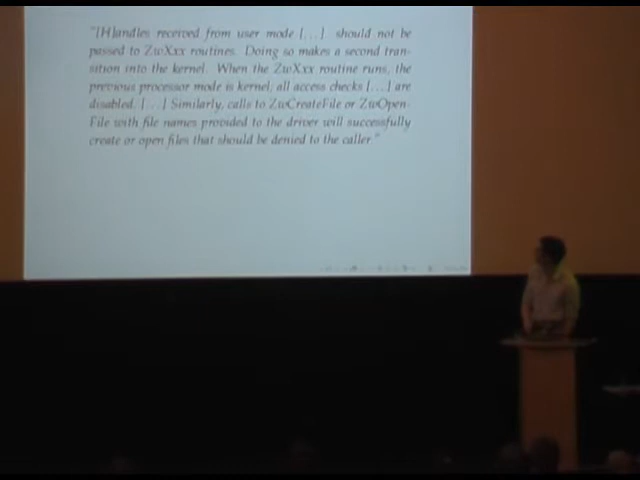 "[H]andles received from user mode [...] should not be
passed to ZwXxx routines. Doing so makes a second tran-
sition into the kernel. When the ZwXxx routine runs, the
previous processor mode is kernel; all access checks [...] are
disabled. [...] Similarly, calls to ZwCreateFile or ZwOpen-
File with file names provided to the driver will successfully
create or open files that should be denied to the caller."